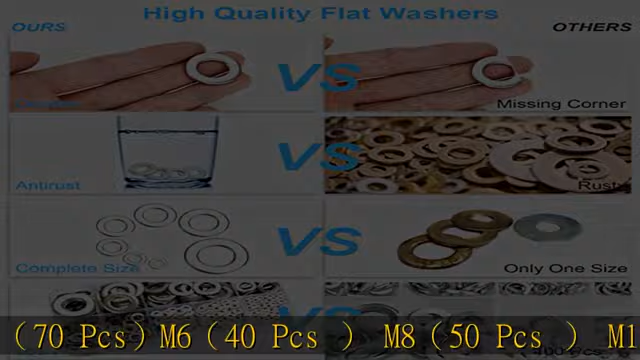 High Quality Flat Washers
OURS
OTHERS
VS
Missing Corner
VS
Antirust
Rust
VS
Complete Size
Only One Size
VS
（70 Pcs）M6（40 Pcs ） M8（50 Pcs ） M1